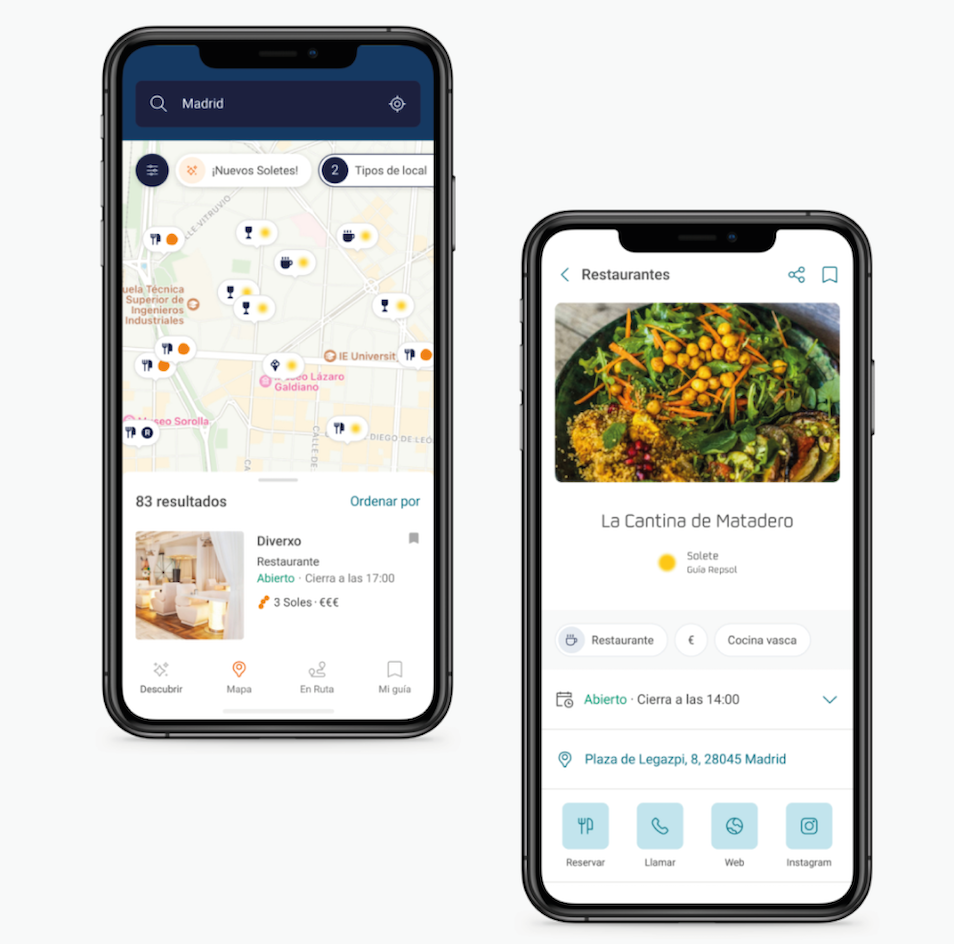 Madrid
¡Nuevos Soletes!
2 Tipos de local
CALLE VITRUVIO
uela Técnica
Superior de
Ingenieros
Industriales
IE Universit
Museo Lázaro
Galdiano
Museo Sorolla
R
DIEGO DE LEÓ
CALLE DE
CA
83 resultados
Ordenar por
Diverxo
Restaurante
Abierto · Cierra a las 17:00
3 Soles · €€€
Descubrir
Mapa
En Ruta
Mi guía
Restaurantes
La Cantina de Matadero
Solete
Guía Repsol
Restaurante
€
Cocina vasca
Abierto · Cierra a las 14:00
Plaza de Legazpi, 8, 28045 Madrid
Reservar
Llamar
Web
Instagram